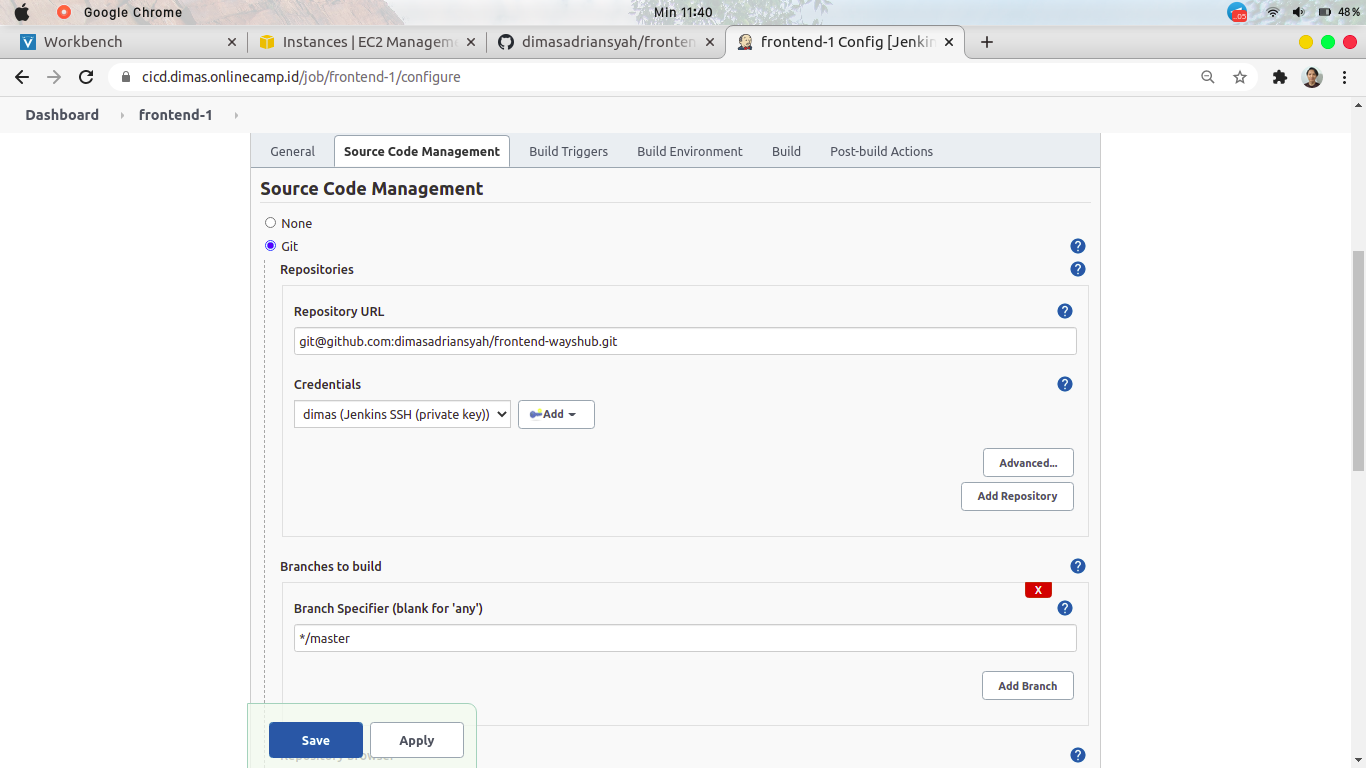 Google Chrome
Min 11:40
48%
Workbench
Instances | EC2 Managem
dimasadriansyah/fronten
frontend-1 Config [Jenkin
cicd.dimas.onlinecamp.id/job/frontend-1/configure
Dashboard
frontend-1
General
Source Code Management
Build Triggers
Build Environment
Build
Post-build Actions
Source Code Management
None
Git
Repositories
Repository URL
git@github.com:dimasadriansyah/frontend-wayshub.git
Credentials
dimas (Jenkins SSH (private key))
Add
Advanced...
Add Repository
Branches to build
X
Branch Specifier (blank for 'any')
*/master
Add Branch
Save
Apply
Repository browser